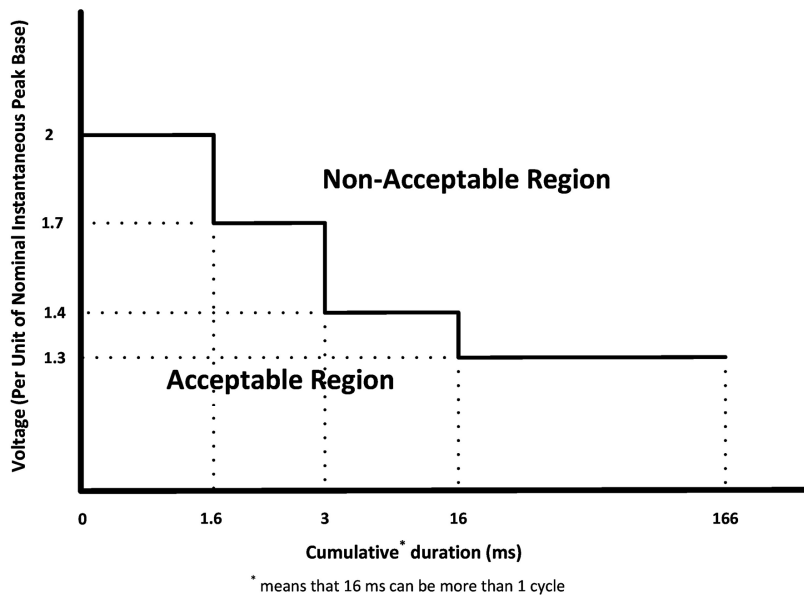 Voltage (Per Unit of Nominal Instantaneous Peak Base)
2
Non-Acceptable Region
1.7
1.4
1.3
Acceptable Region
0
1.6
3
16
166
Cumulative* duration (ms)
* means that 16 ms can be more than 1 cycle